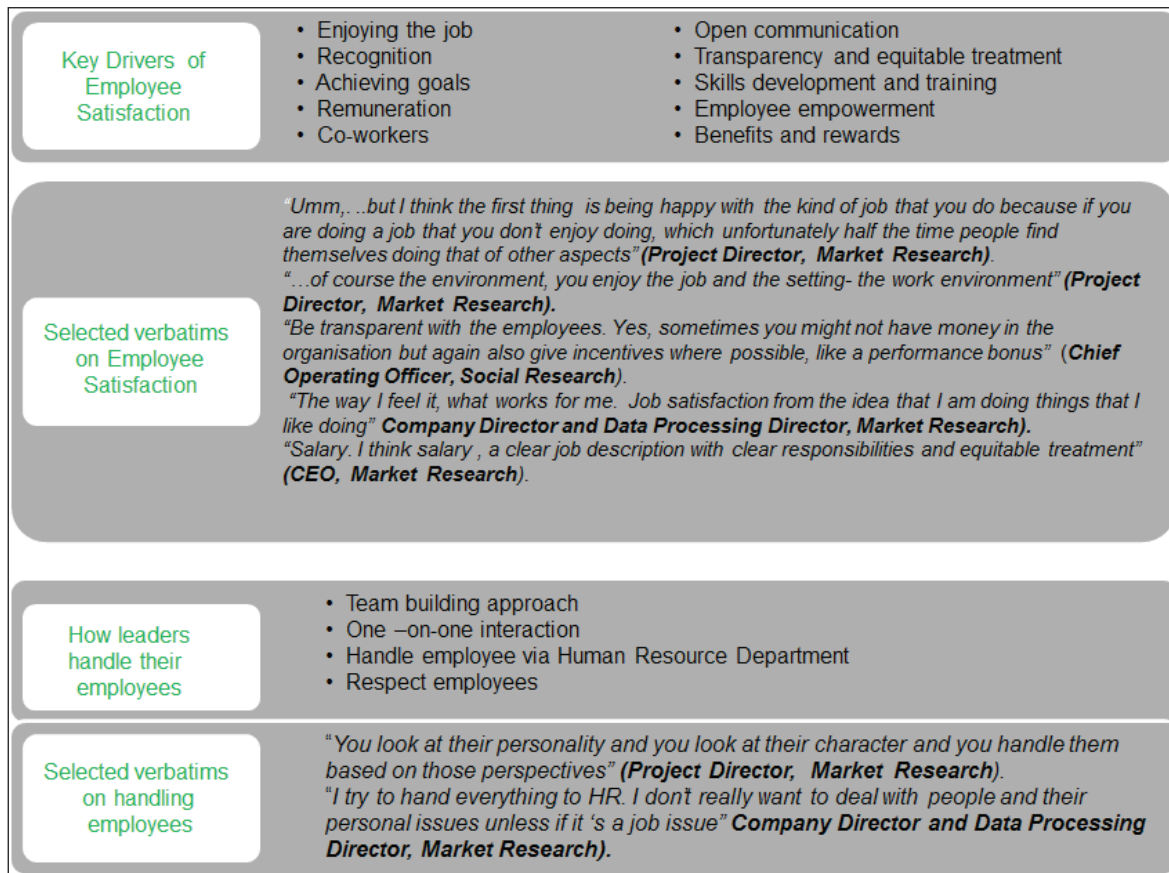 Key Drivers of
Employee
Satisfaction
• Enjoying the job
• Recognition
• Achieving goals
• Remuneration
• Co-workers
• Open communication
• Transparency and equitable treatment
• Skills development and training
• Employee empowerment
• Benefits and rewards
Selected verbatims
on Employee
Satisfaction
“Umm,. ..but I think the first thing is being happy with the kind of job that you do because if you
are doing a job that you don’t enjoy doing, which unfortunately half the time people find
themselves doing that of other aspects” (Project Director, Market Research).
“…of course the environment, you enjoy the job and the setting- the work environment” (Project
Director, Market Research).
“Be transparent with the employees. Yes, sometimes you might not have money in the
organisation but again also give incentives where possible, like a performance bonus” (Chief
Operating Officer, Social Research).
“The way I feel it, what works for me. Job satisfaction from the idea that I am doing things that I
like doing” Company Director and Data Processing Director, Market Research).
“Salary. I think salary , a clear job description with clear responsibilities and equitable treatment”
(CEO, Market Research).
How leaders
handle their
employees
• Team building approach
• One –on-one interaction
• Handle employee via Human Resource Department
• Respect employees
Selected verbatims
on handling
employees
“You look at their personality and you look at their character and you handle them
based on those perspectives” (Project Director, Market Research).
“I try to hand everything to HR. I don’t really want to deal with people and their
personal issues unless if it ‘s a job issue” Company Director and Data Processing
Director, Market Research).